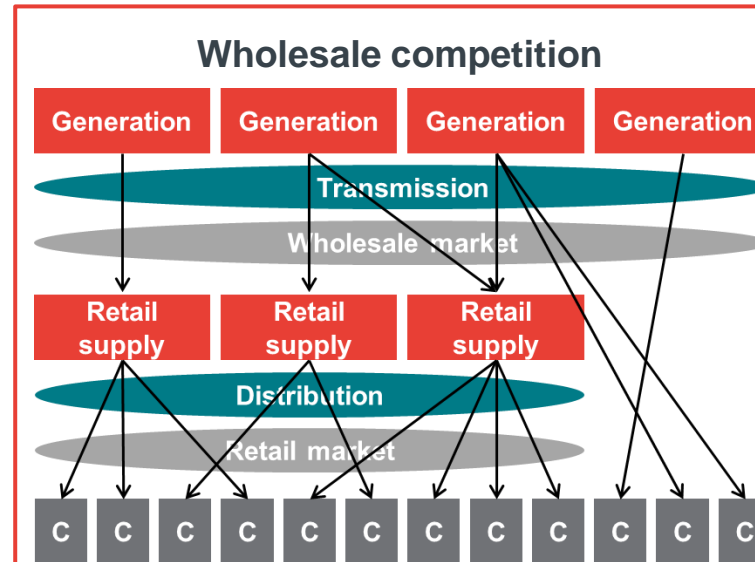 Wholesale competition
Generation Generation Generation Generation
Transmission
Wholesale market
Retail supply Retail supply Retail supply
Distribution
Retail market
C C C C C C C C C C C C